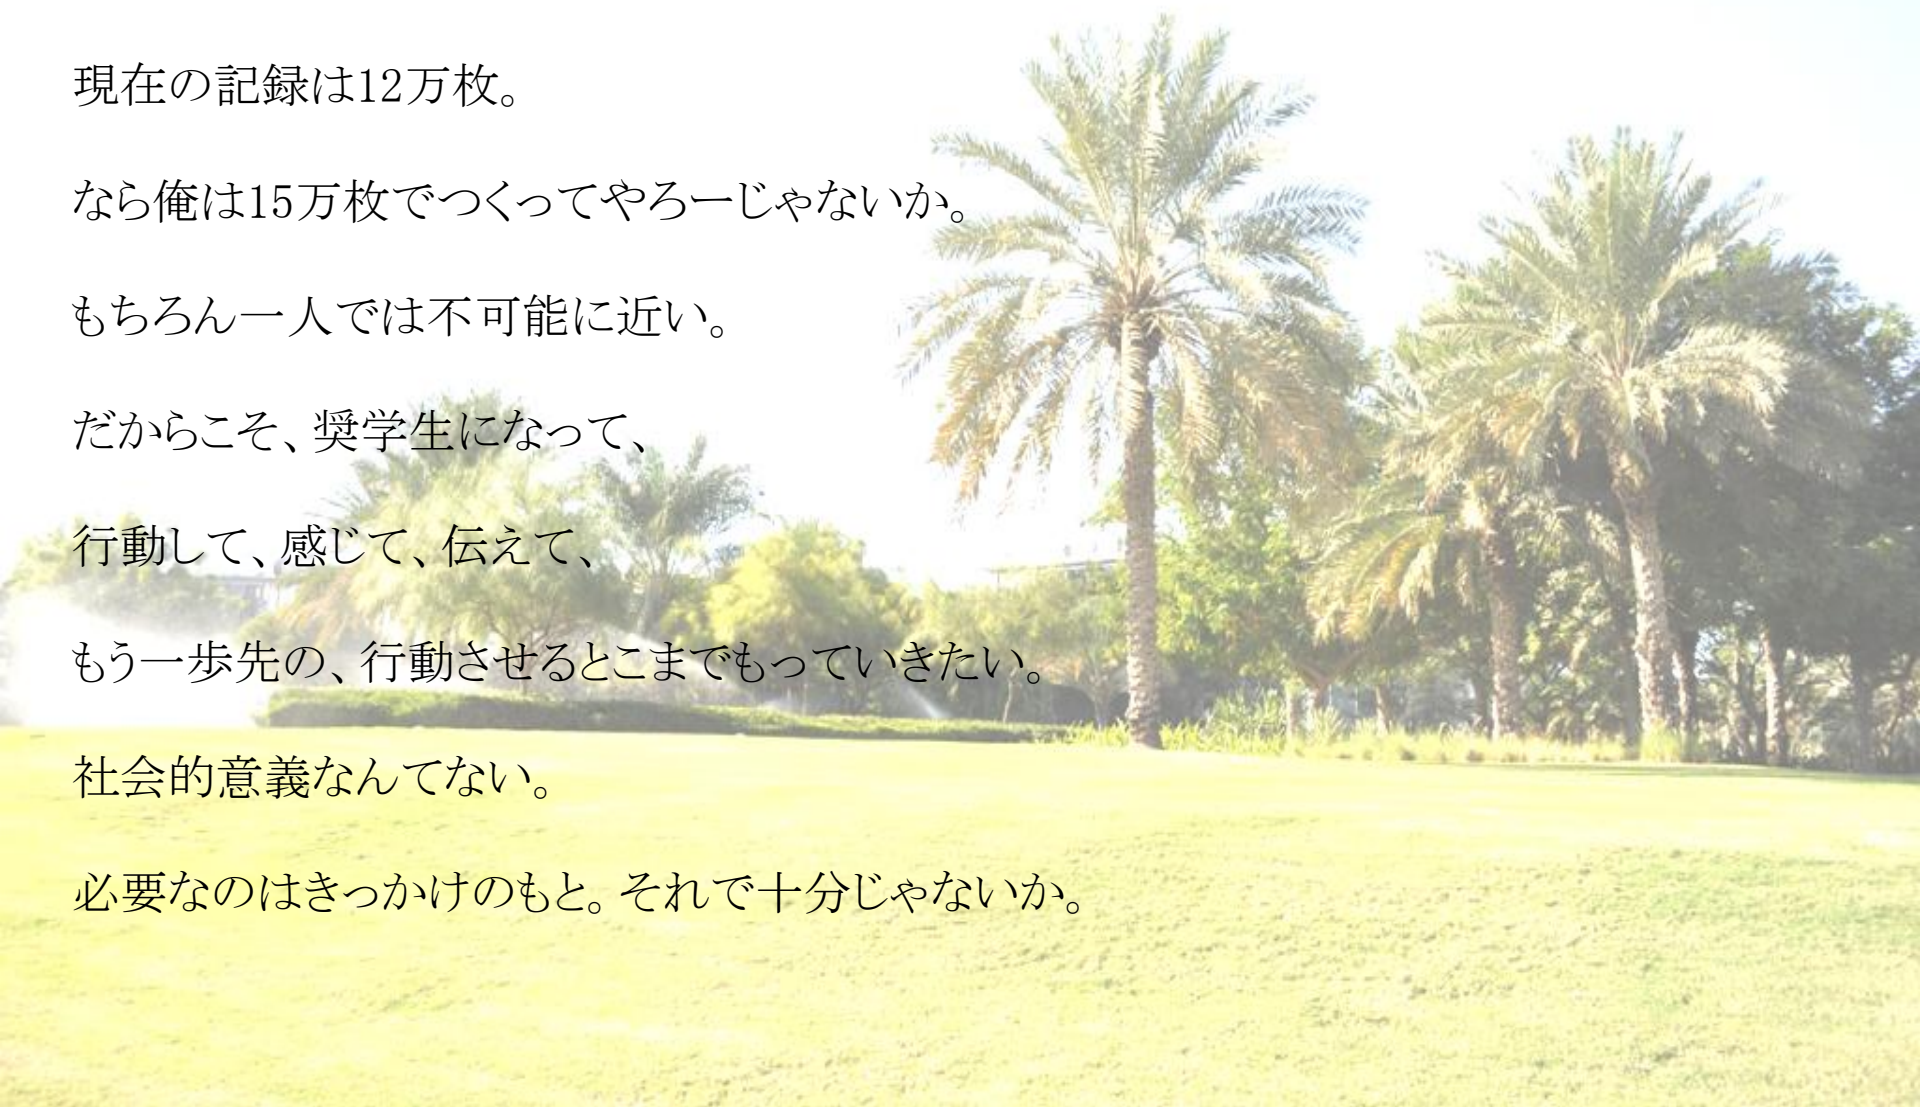 現在の記録は12万枚。
なら俺は15万枚でつくってやろーじゃないか。
もちろん一人では不可能に近い。
だからこそ、奨学生になって、
行動して、感じて、伝えて、
もう一歩先の、行動させるとこまでもっていきたい。
社会的意義なんてない。
必要なのはきっかけのもと。それで十分じゃないか。